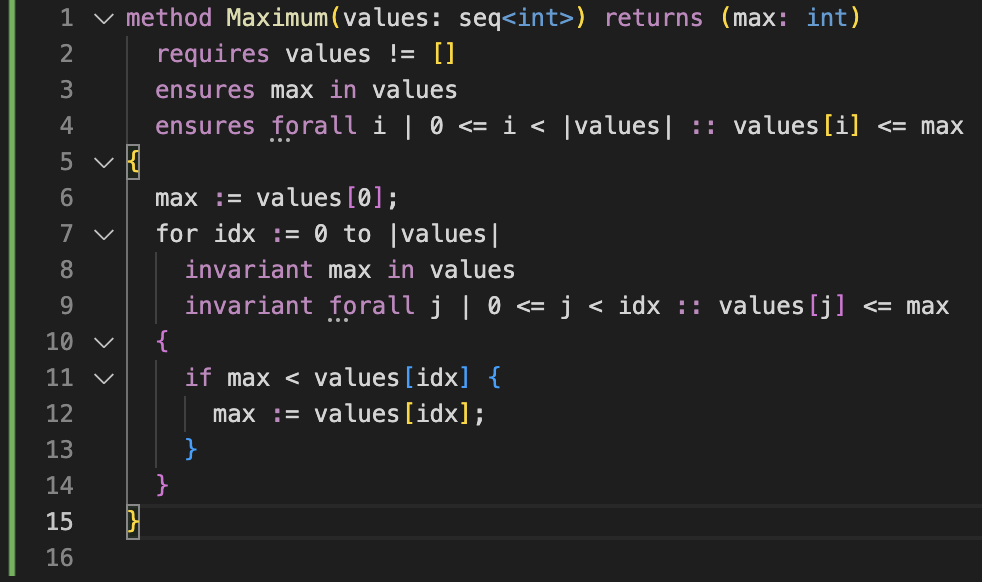 1 method Maximum(values: seq<int>) returns (max: int)
2   requires values != []
3   ensures max in values
4   ensures forall i | 0 <= i < |values| :: values[i] <= max
5 {
6   max := values[0];
7   for idx := 0 to |values|
8     invariant max in values
9     invariant forall j | 0 <= j < idx :: values[j] <= max
10   {
11     if max < values[idx] {
12       max := values[idx];
13     }
14   }
15 }
16